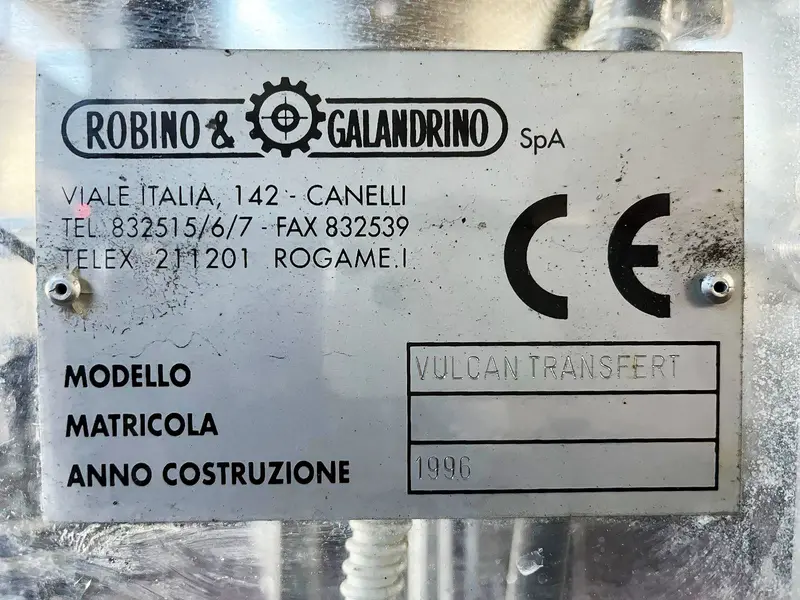 ROBINO & GALANDRINO SpA
VIALE ITALIA, 142 - CANELLI
TEL. 832515/6/7 - FAX 832539
TELEX 211201 ROGAME.I
CE
MODELLO VULCAN TRANSFERT
MATRICOLA
ANNO COSTRUZIONE 1996